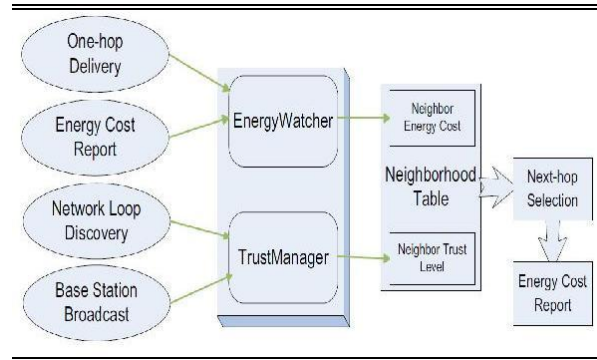 One-hop
Delivery
Energy Cost
Report
Network Loop
Discovery
Base Station
Broadcast
EnergyWatcher
TrustManager
Neighbor
Energy Cost
Neighborhood
Table
Neighbor Trust
Level
Next-hop
Selection
Energy Cost
Report